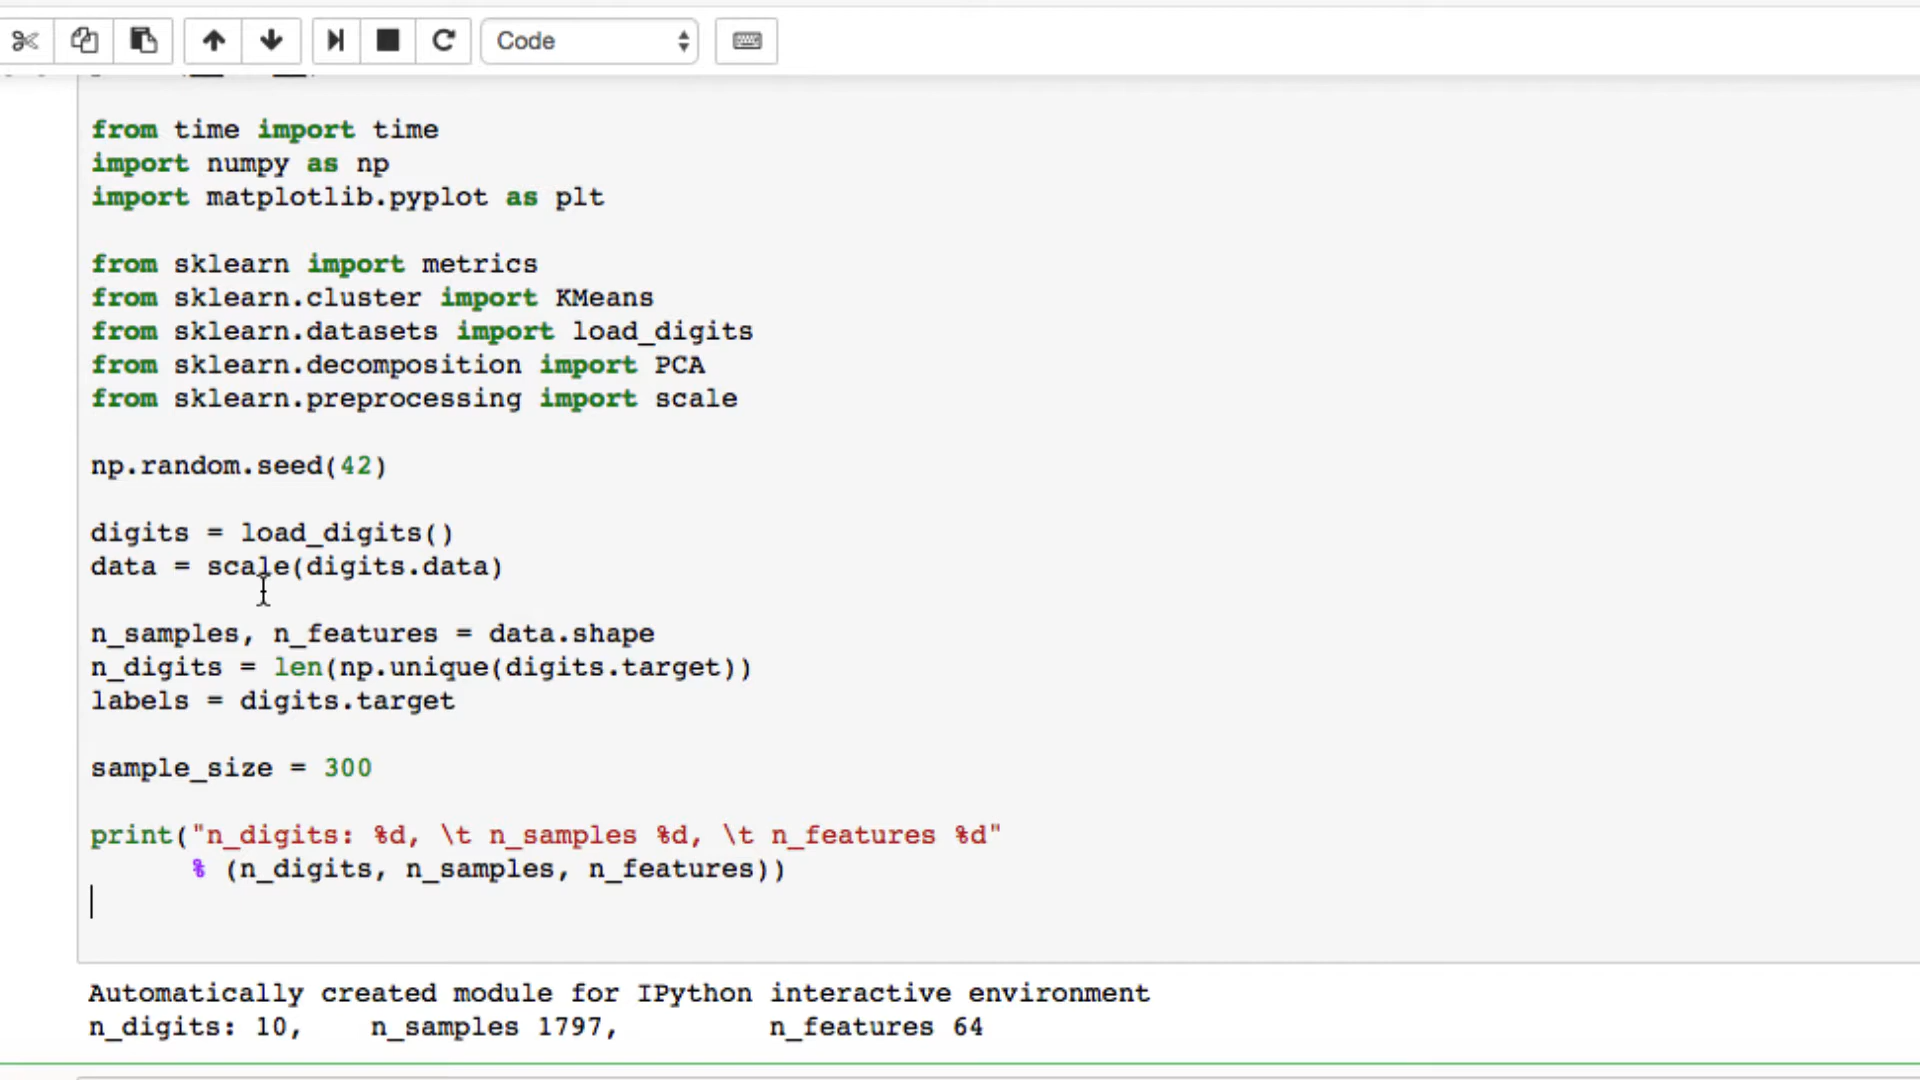 Code
from time import time
import numpy as np
import matplotlib.pyplot as plt
from sklearn import metrics
from sklearn.cluster import KMeans
from sklearn.datasets import load_digits
from sklearn.decomposition import PCA
from sklearn.preprocessing import scale
np.random.seed(42)
digits = load_digits()
data = scale(digits.data)
n_samples, n_features = data.shape
n_digits = len(np.unique(digits.target))
labels = digits.target
sample_size = 300
print("n_digits: %d, \t n_samples %d, \t n_features %d"
% (n_digits, n_samples, n_features))
Automatically created module for IPython interactive environment
n_digits: 10, n_samples 1797, n_features 64